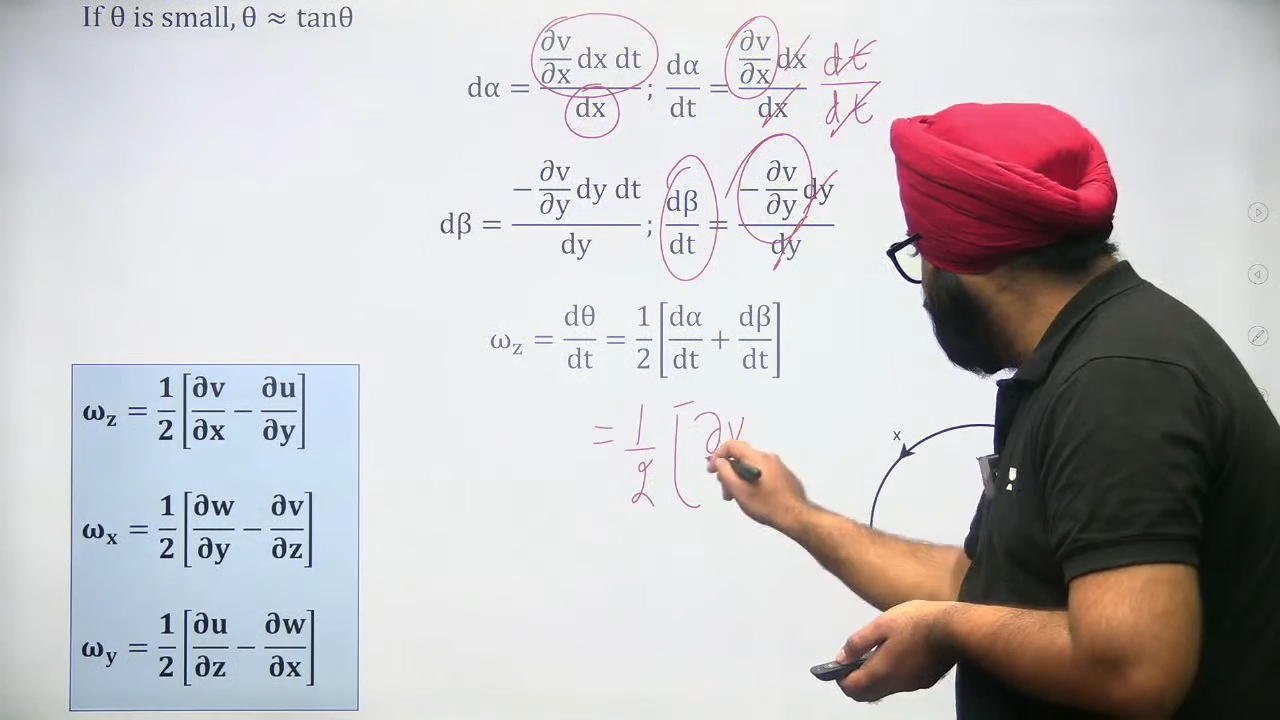 If θ is small, θ ≈ tanθ
dα = ∂v/∂x dx dt / dx ; dα/dt = ∂v/∂x dx / dx dt/dt
dβ = −∂v/∂y dy dt / dy ; dβ/dt = −∂v/∂y dy / dy
ω_z = dθ/dt = 1/2 [dα/dt + dβ/dt]
= 1/2 [∂v
x
ω_z = 1/2 [∂v/∂x − ∂u/∂y]
ω_x = 1/2 [∂w/∂y − ∂v/∂z]
ω_y = 1/2 [∂u/∂z − ∂w/∂x]